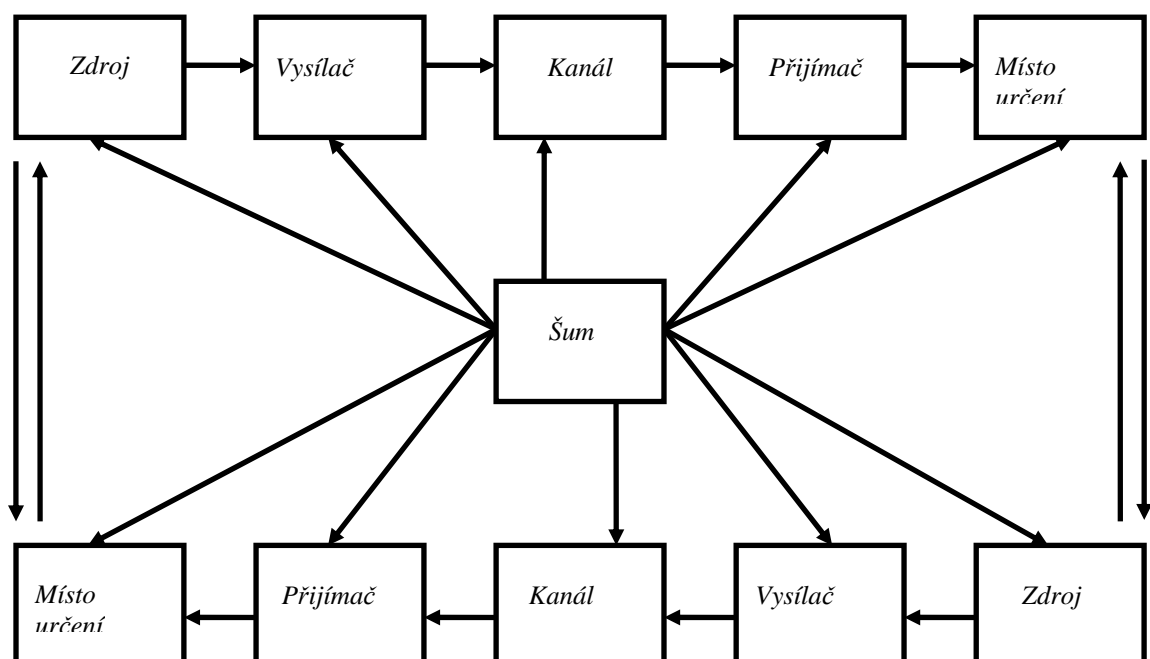 Zdroj
Vysílač
Kanál
Přijímač
Místo
určení
Šum
Místo
určení
Přijímač
Kanál
Vysílač
Zdroj